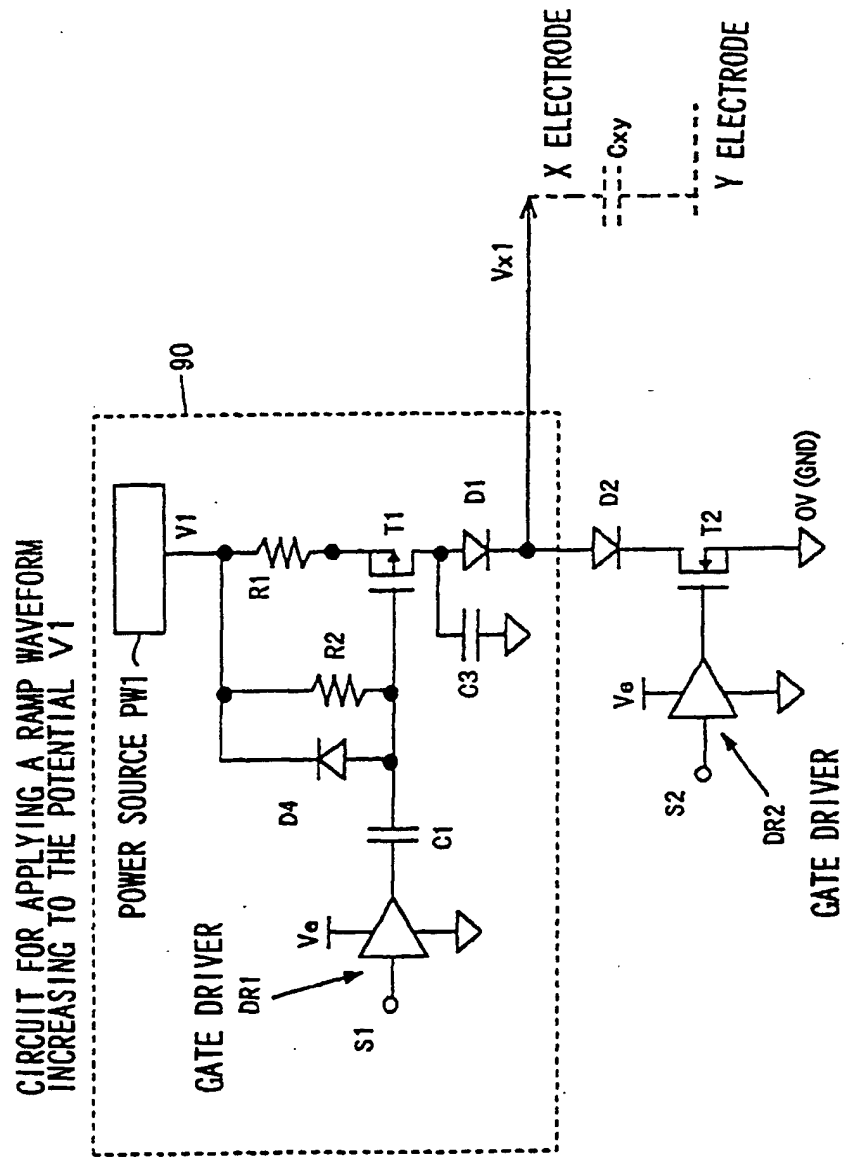 CIRCUIT FOR APPLYING A RAMP WAVEFORM
INCREASING TO THE POTENTIAL V1
90
POWER SOURCE PW1
V1
R1
R2
D4
T1
GATE DRIVER
DR1
Ve
S1
C1
C3
D1
Vx1
X ELECTRODE
Cxy
Y ELECTRODE
D2
T2
Ve
S2
DR2
GATE DRIVER
0V(GND)